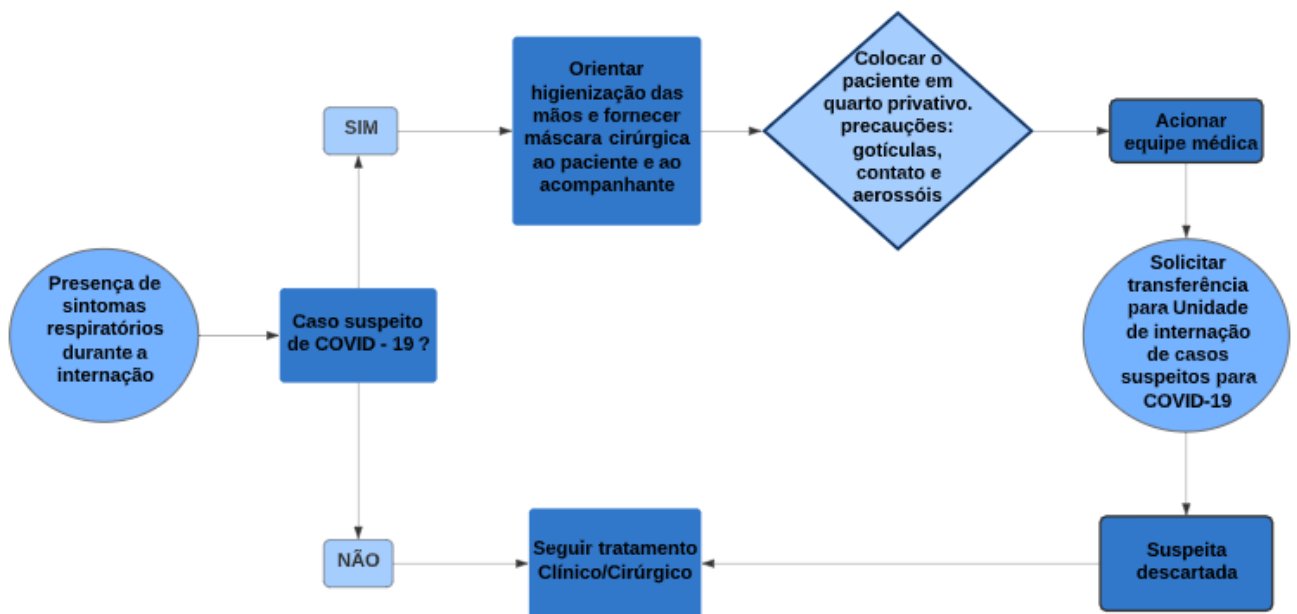 Presença de
sintomas
respiratórios
durante a
internação
Caso suspeito
de COVID - 19 ?
SIM
Orientar
higienização das
mãos e fornecer
máscara cirúrgica
ao paciente e ao
acompanhante
Colocar o
paciente em
quarto privativo.
precauções:
gotículas,
contato e
aerossóis
Acionar
equipe médica
Solicitar
transferência
para Unidade
de internação
de casos
suspeitos para
COVID-19
Suspeita
descartada
NÃO
Seguir tratamento
Clínico/Cirúrgico